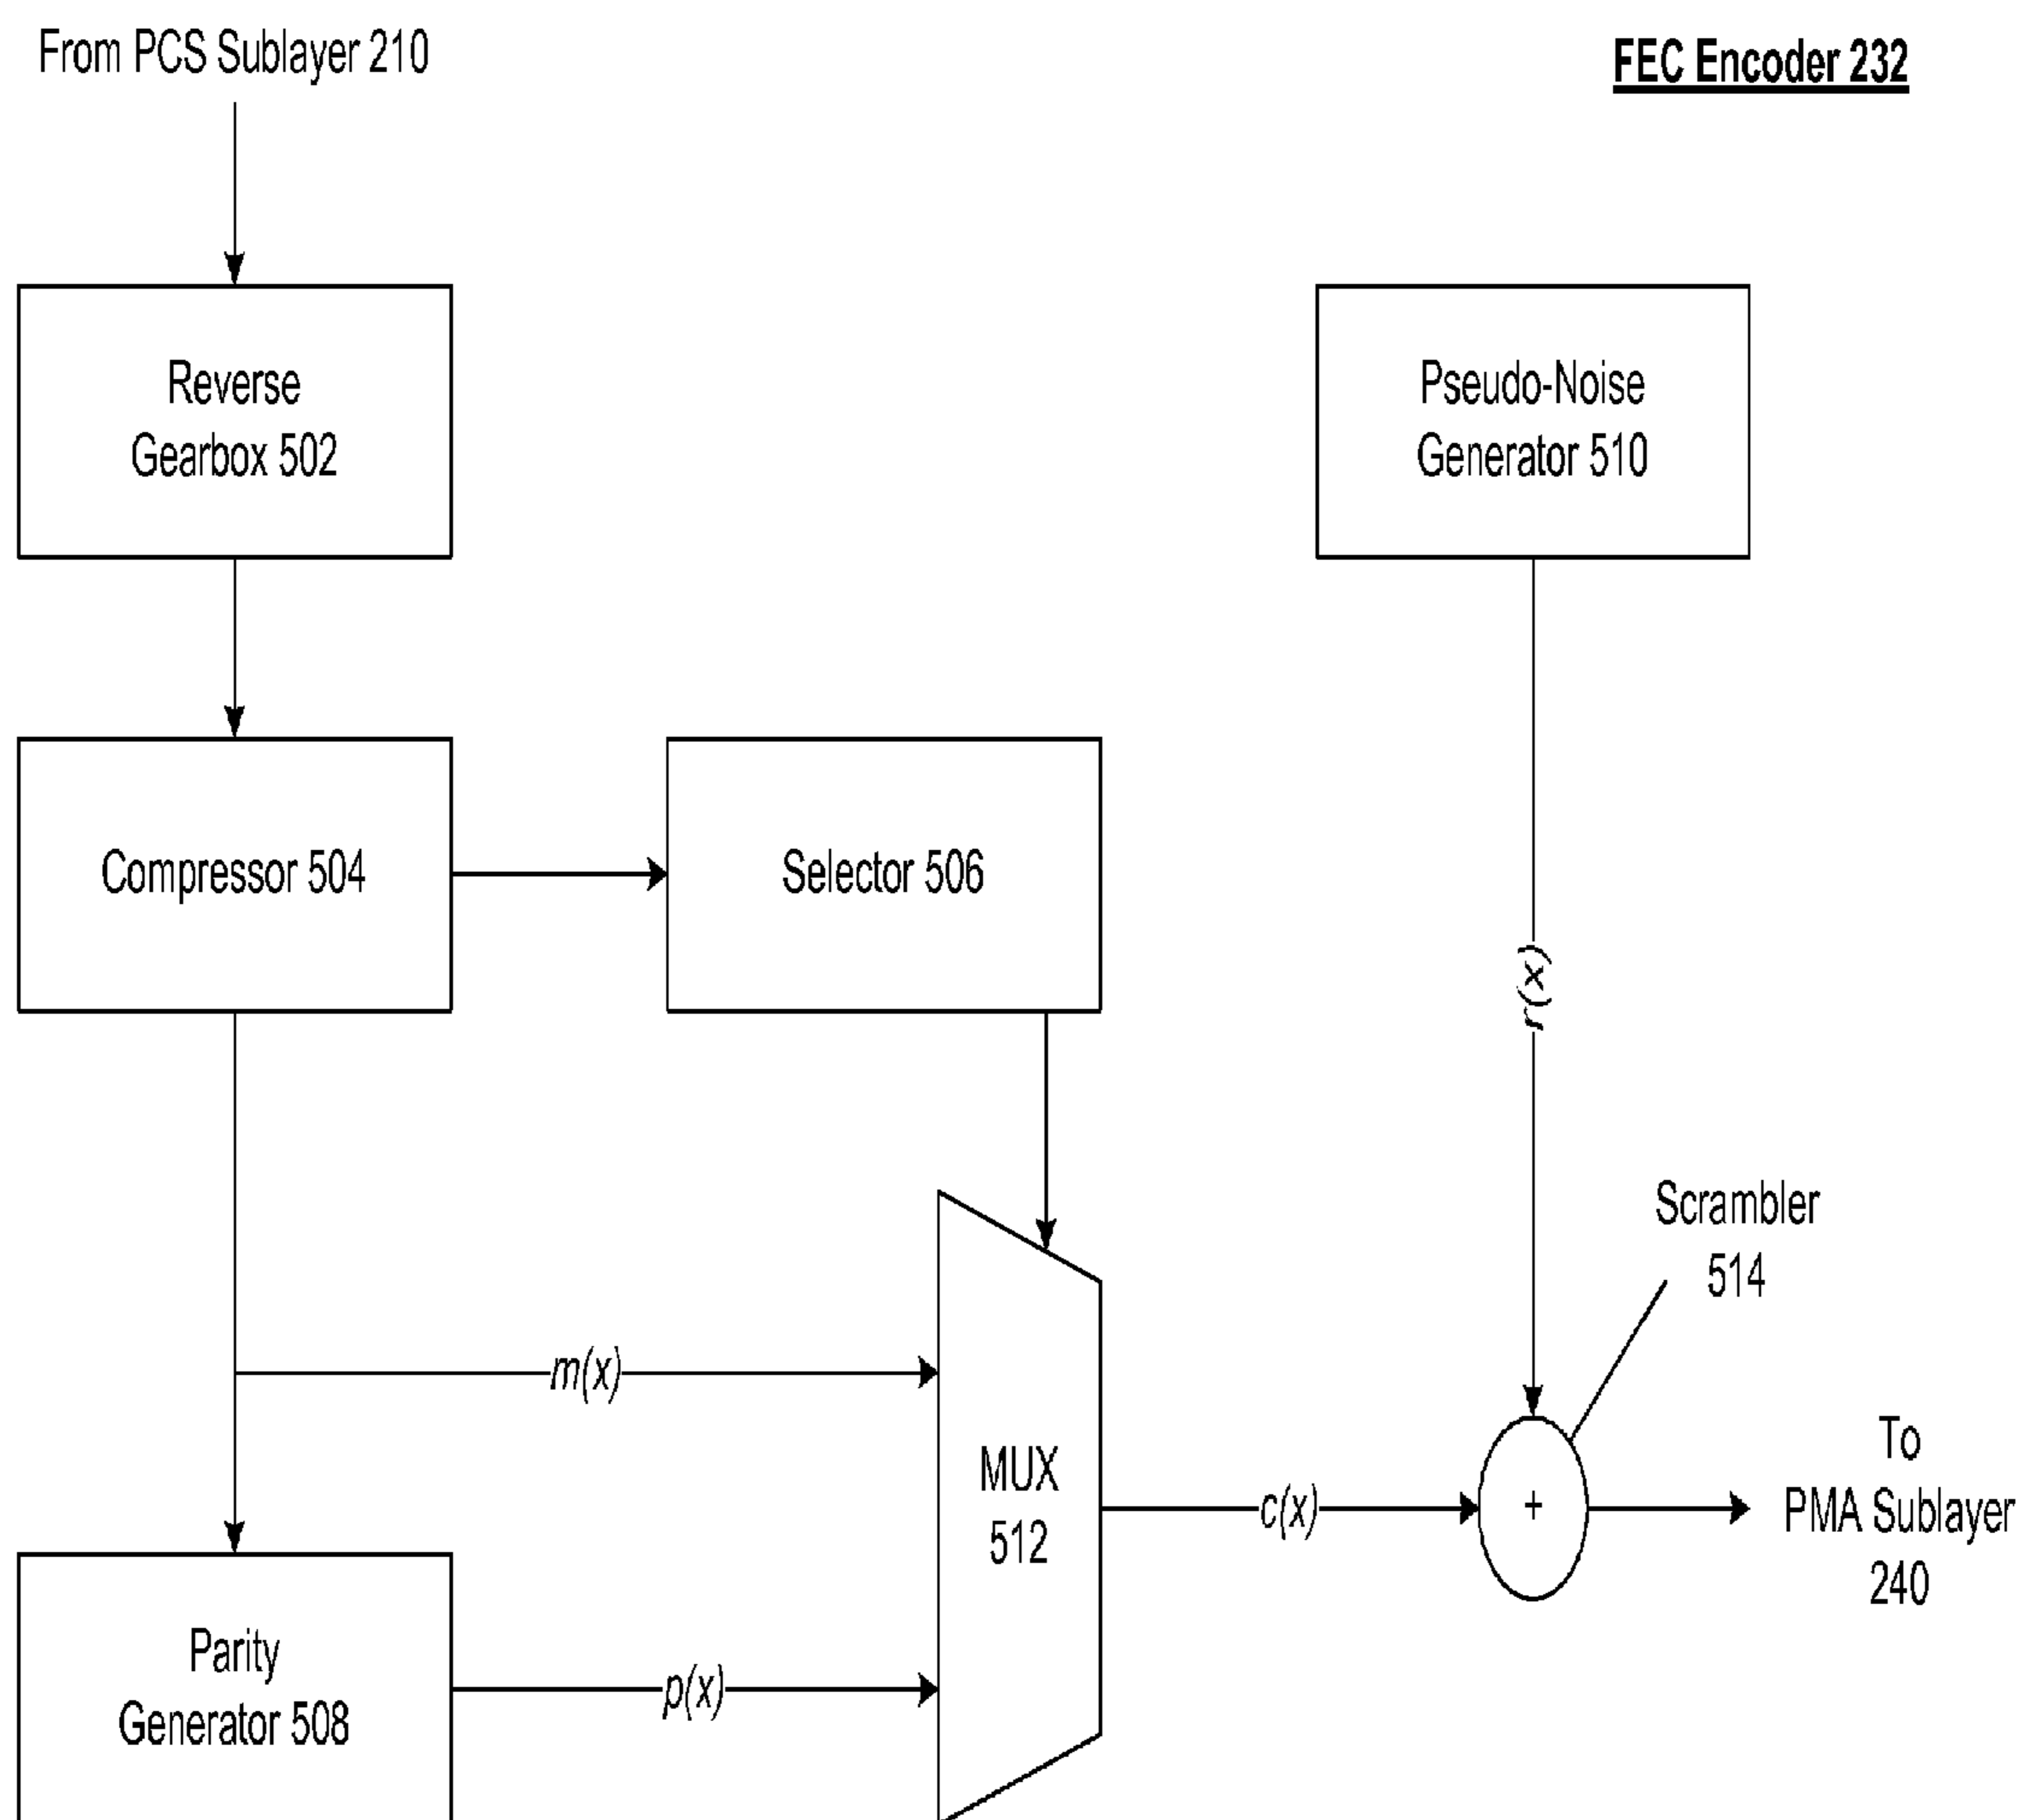 From PCS Sublayer 210
FEC Encoder 232
Reverse
Gearbox 502
Pseudo-Noise
Generator 510
Compressor 504
Selector 506
r(x)
Scrambler
514
m(x)
MUX
512
c(x)
+
To
PMA Sublayer
240
Parity
Generator 508
p(x)